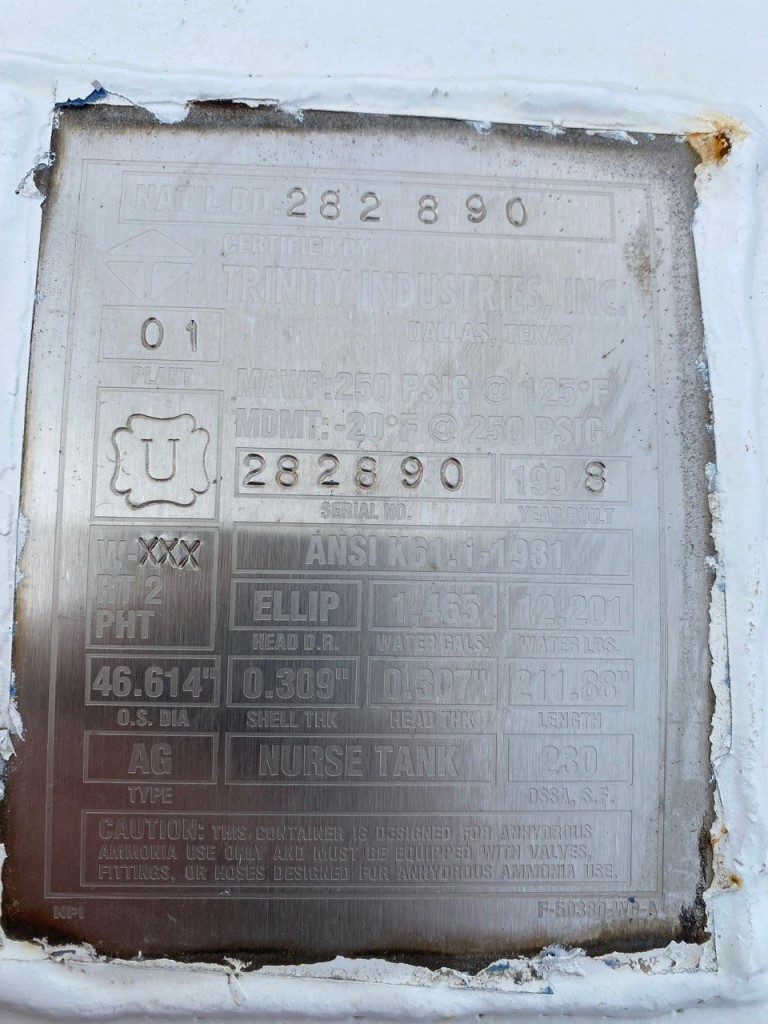 NAT'L BD. 282 890
CERTIFIED BY
TRINITY INDUSTRIES, INC.
DALLAS, TEXAS
01
PLANT
MAWP: 250 PSIG @ 125°F
MDMT: -20°F @ 250 PSIG
U
282890 1998
SERIAL NO. YEAR BUILT
W-XXX
RT 2
PHT
ANSI K61.1-1981
ELLIP 1,465 12,201
HEAD D.R. WATER GALS. WATER LBS.
46.614" 0.309" 0.307" 211.88"
O.S. DIA SHELL THK HEAD THK LENGTH
AG NURSE TANK 230
TYPE OSSA, S.F.
CAUTION: THIS CONTAINER IS DESIGNED FOR ANHYDROUS
AMMONIA USE ONLY AND MUST BE EQUIPPED WITH VALVES,
FITTINGS, OR HOSES DESIGNED FOR ANHYDROUS AMMONIA USE.
NPI